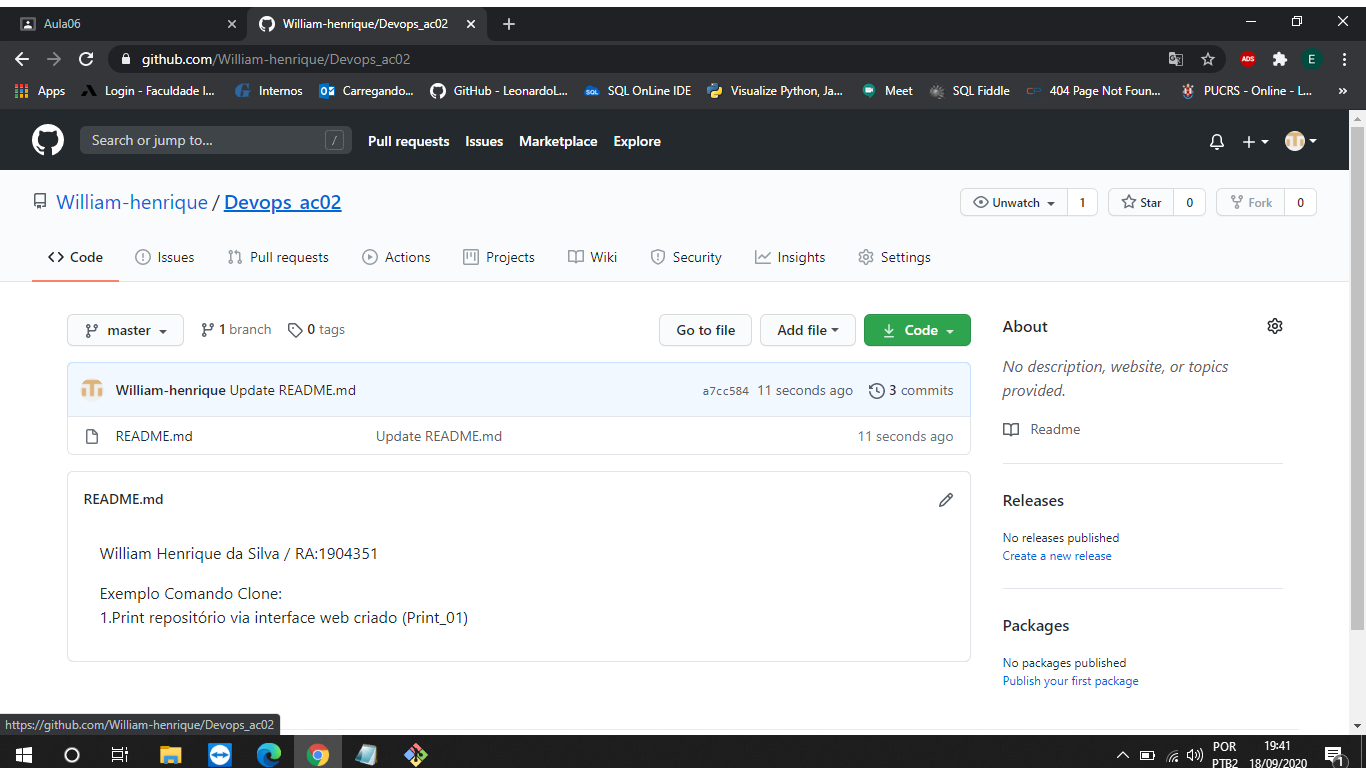 Aula06
William-henrique/Devops_ac02
github.com/William-henrique/Devops_ac02
ADS
E
Apps
Login - Faculdade I...
Internos
Carregando...
GitHub - LeonardoL...
SQL OnLine IDE
Visualize Python, Ja...
Meet
SQL Fiddle
404 Page Not Foun...
PUCRS - Online - L...
»
Search or jump to...
/
Pull requests
Issues
Marketplace
Explore
William-henrique / Devops_ac02
Unwatch
1
Star
0
Fork
0
Code
Issues
Pull requests
Actions
Projects
Wiki
Security
Insights
Settings
master
1 branch
0 tags
Go to file
Add file
Code
William-henrique Update README.md
a7cc584 11 seconds ago
3 commits
README.md
Update README.md
11 seconds ago
README.md
William Henrique da Silva / RA:1904351
Exemplo Comando Clone:
1.Print repositório via interface web criado (Print_01)
About
No description, website, or topics
provided.
Readme
Releases
No releases published
Create a new release
Packages
No packages published
Publish your first package
https://github.com/William-henrique/Devops_ac02
POR
PTB2
19:41
18/09/2020
1